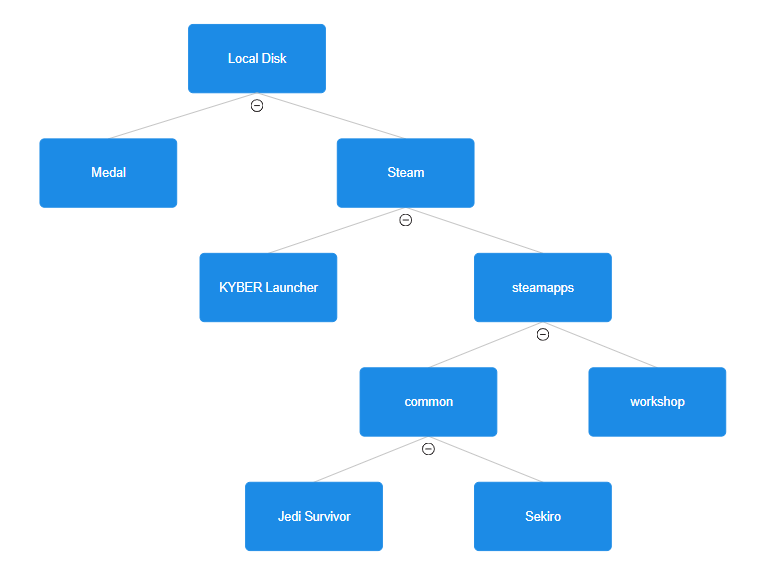 Local Disk
Medal
Steam
KYBER Launcher
steamapps
common
workshop
Jedi Survivor
Sekiro